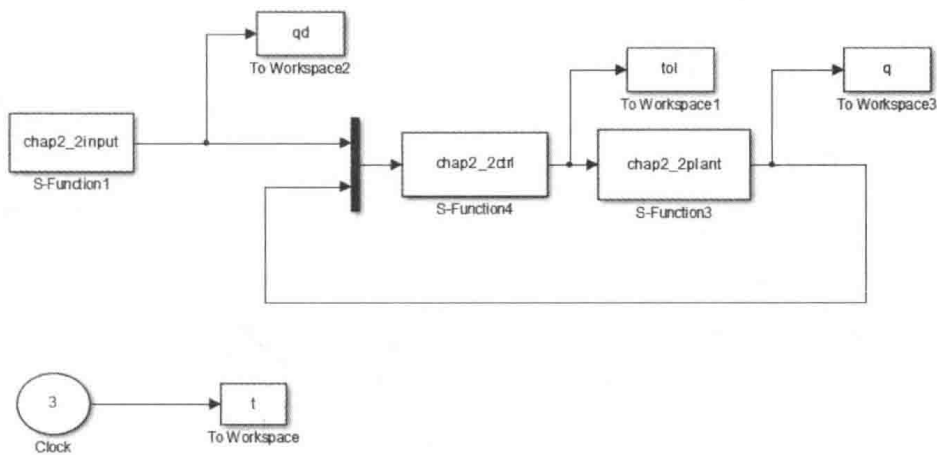 qd
To Workspace2
tol
To Workspace1
q
To Workspace3
chap2_2input
S-Function1
chap2_2ctrl
S-Function4
chap2_2plant
S-Function3
3
Clock
t
To Workspace